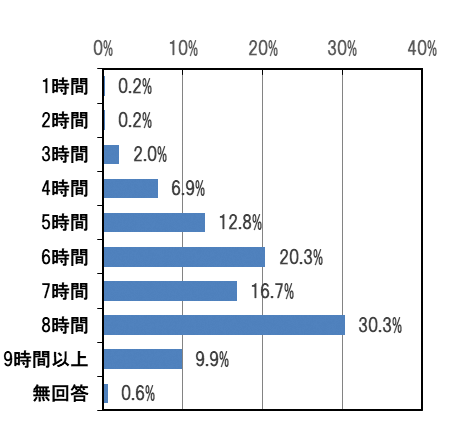 0% 10% 20% 30% 40%
1時間 0.2%
2時間 0.2%
3時間 2.0%
4時間 6.9%
5時間 12.8%
6時間 20.3%
7時間 16.7%
8時間 30.3%
9時間以上 9.9%
無回答 0.6%